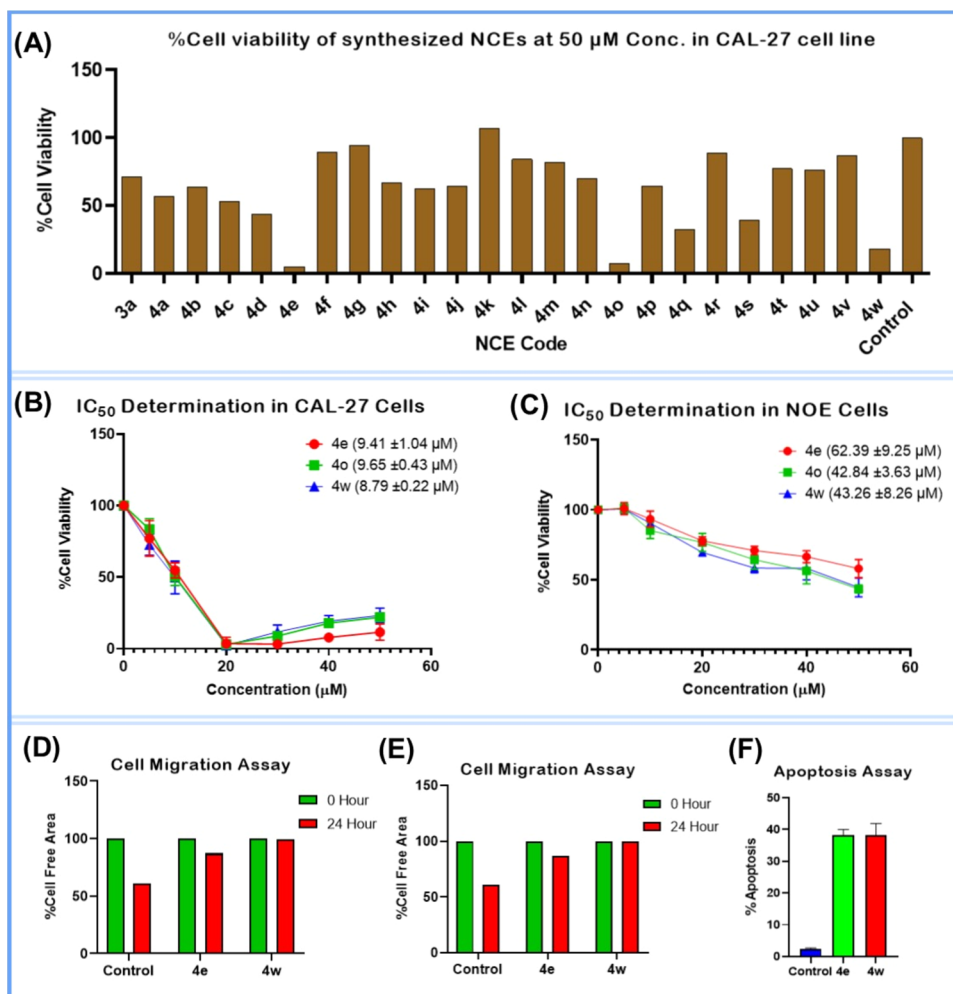 (A)
%Cell viability of synthesized NCEs at 50 µM Conc. in CAL-27 cell line
%Cell Viability
150
100
50
0
3a 4a 4b 4c 4d 4e 4f 4g 4h 4i 4j 4k 4l 4m 4n 4o 4p 4q 4r 4s 4t 4u 4v 4w Control
NCE Code
(B)
IC50 Determination in CAL-27 Cells
%Cell Viability
150
100
50
0
4e (9.41 ±1.04 µM)
4o (9.65 ±0.43 µM)
4w (8.79 ±0.22 µM)
0 20 40 60
Concentration (µM)
(C)
IC50 Determination in NOE Cells
%Cell Viability
150
100
50
0
4e (62.39 ±9.25 µM)
4o (42.84 ±3.63 µM)
4w (43.26 ±8.26 µM)
0 20 40 60
Concentration (µM)
(D)
Cell Migration Assay
%Cell Free Area
150
100
50
0
0 Hour
24 Hour
Control 4e 4w
(E)
Cell Migration Assay
%Cell Free Area
150
100
50
0
0 Hour
24 Hour
Control 4e 4w
(F)
Apoptosis Assay
% Apoptosis
50
40
30
20
10
0
Control 4e 4w